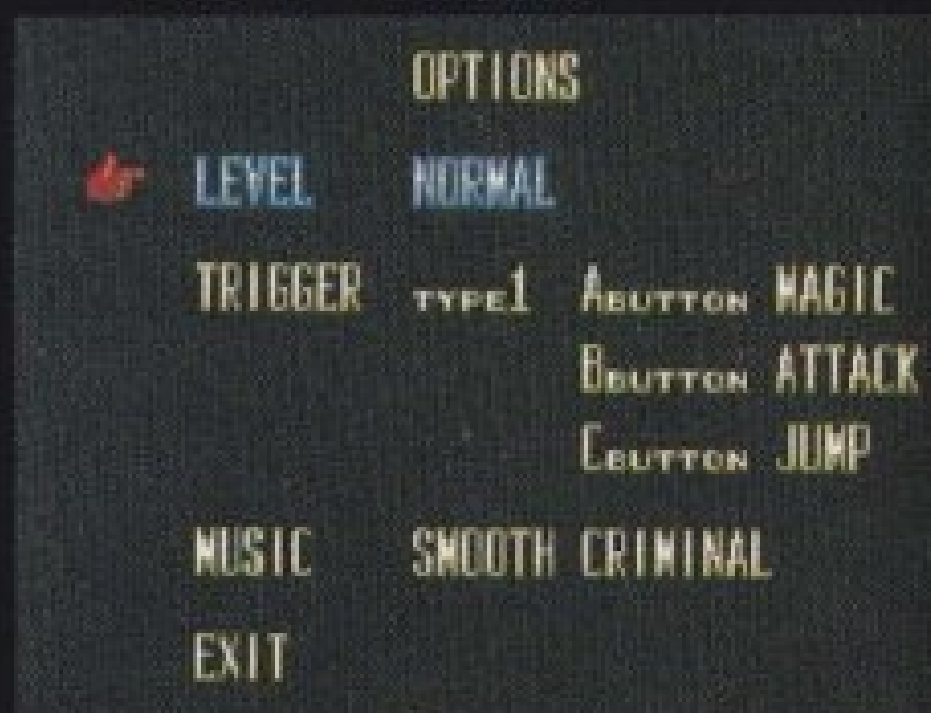 OPTIONS
LEVEL NORMAL
TRIGGER TYPE1 ABUTTON MAGIC
BBUTTON ATTACK
CBUTTON JUMP
MUSIC SMOOTH CRIMINAL
EXIT